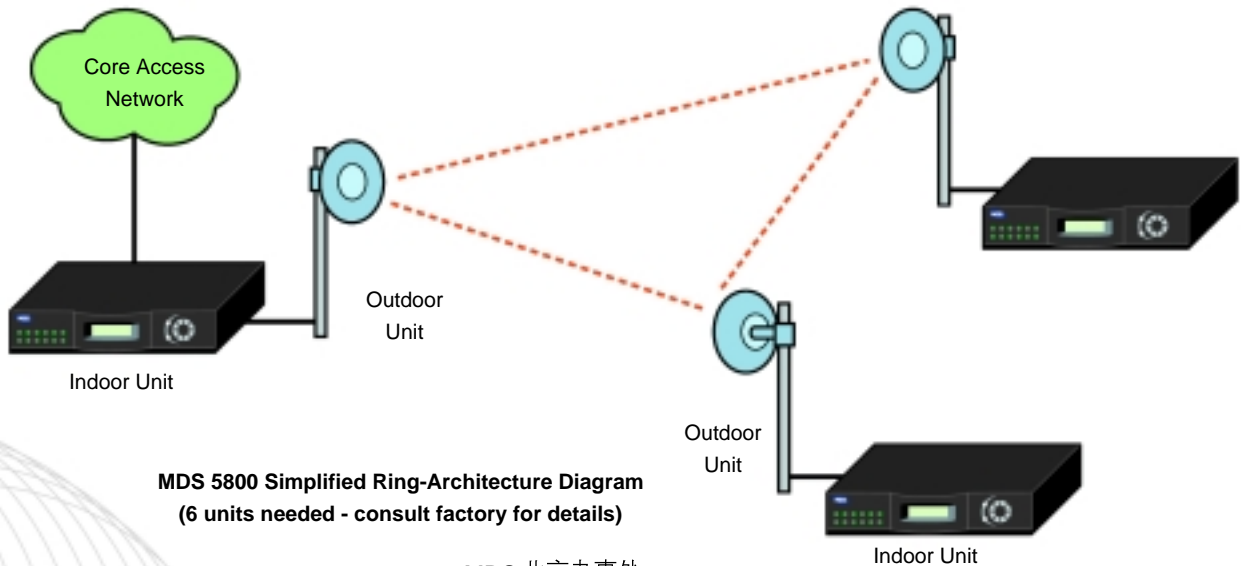 Core Access
Network
Outdoor
Unit
Indoor Unit
Outdoor
Unit
MDS 5800 Simplified Ring-Architecture Diagram
(6 units needed - consult factory for details)
Indoor Unit